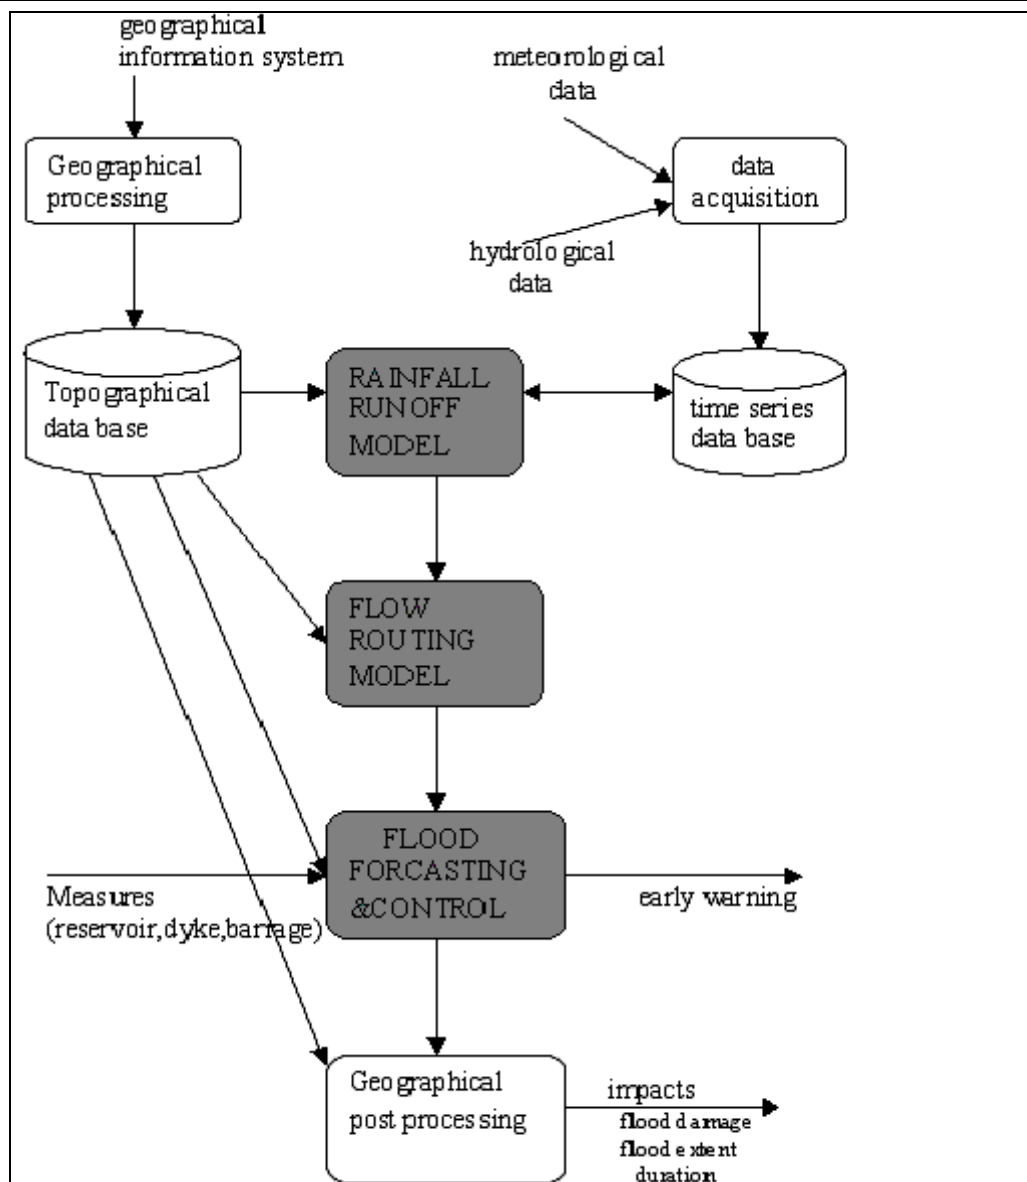 geographical
information system
meteorological
data
Geographical
processing
data
acquisition
hydrological
data
Topographical
data base
RAINFALL
RUNOFF
MODEL
time series
data base
FLOW
ROUTING
MODEL
FLOOD
FORCASTING
&CONTROL
Measures
(reservoir,dyke,barrage)
early warning
Geographical
post processing
impacts
flood damage
flood extent
duration